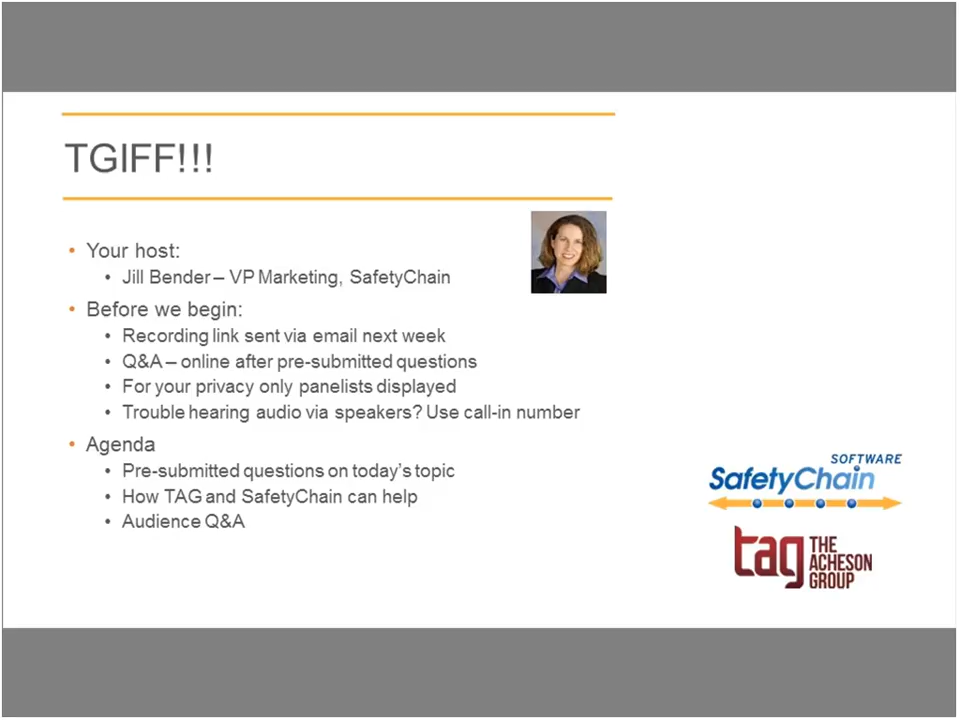 TGIFF!!!
• Your host:
• Jill Bender – VP Marketing, SafetyChain
• Before we begin:
• Recording link sent via email next week
• Q&A – online after pre-submitted questions
• For your privacy only panelists displayed
• Trouble hearing audio via speakers? Use call-in number
• Agenda
• Pre-submitted questions on today's topic
• How TAG and SafetyChain can help
• Audience Q&A
SOFTWARE
SafetyChain
tag THE
ACHESON
GROUP